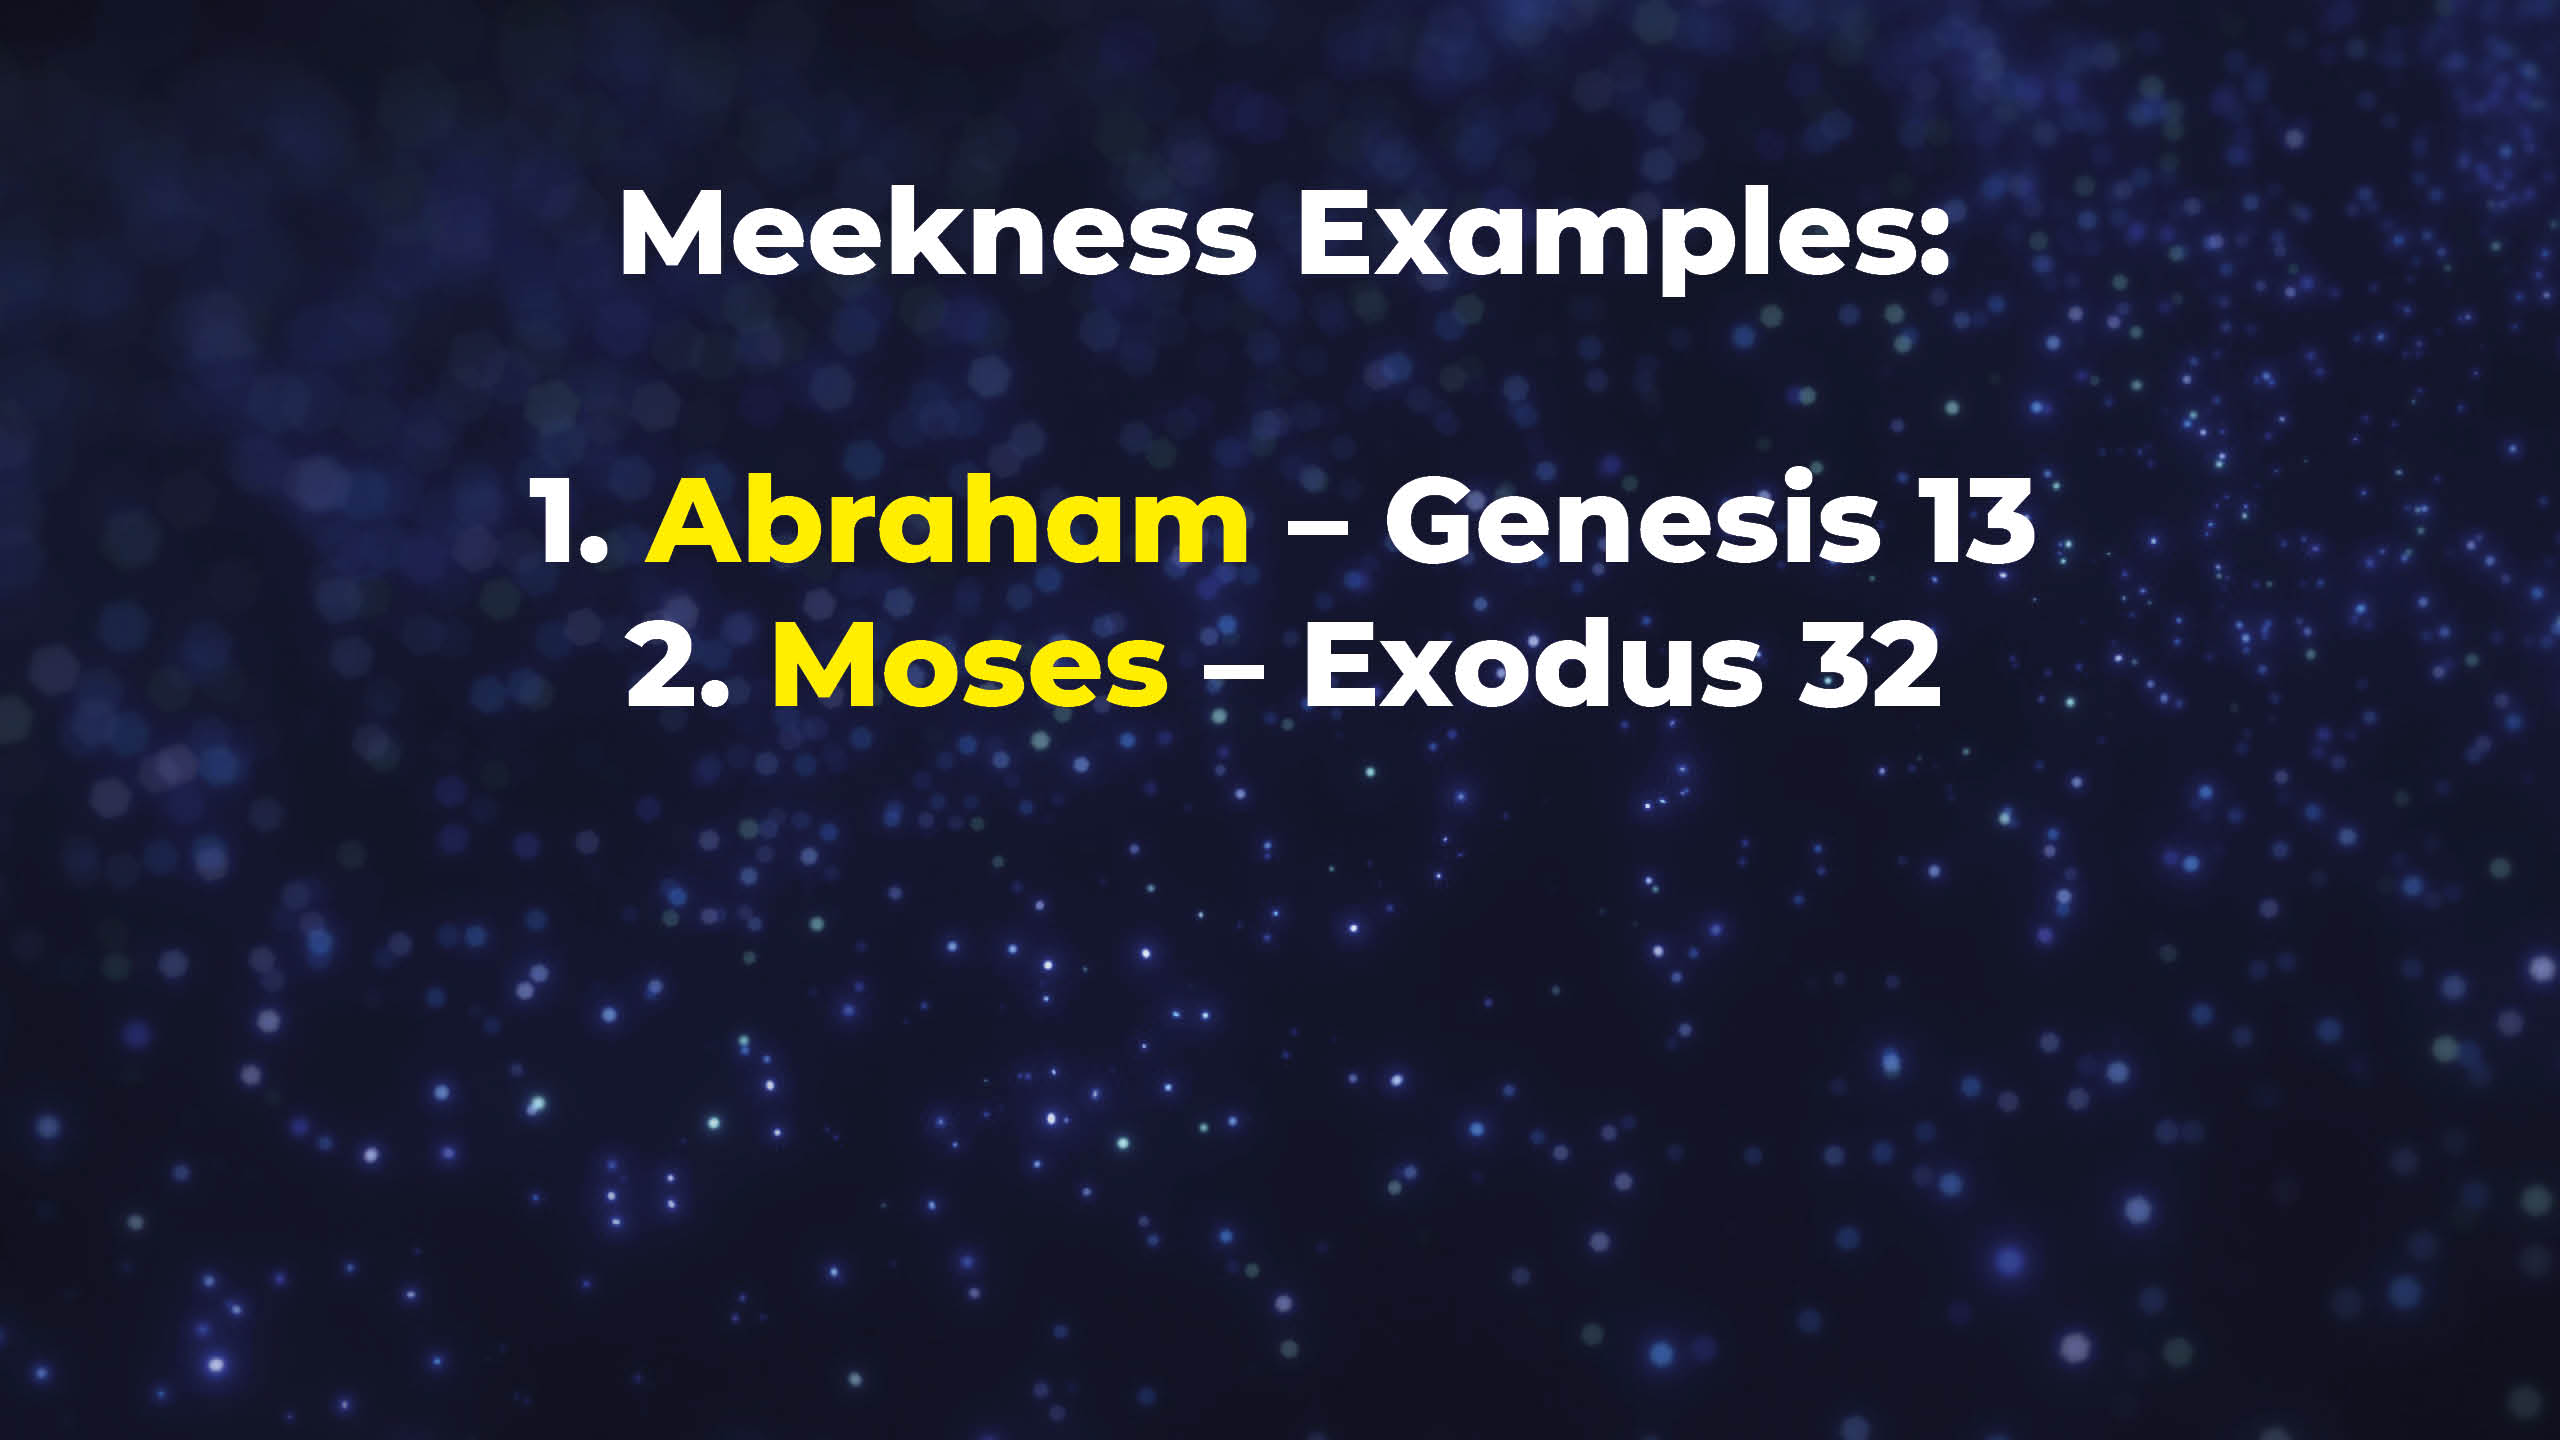 Meekness Examples:
1. Abraham – Genesis 13
2. Moses – Exodus 32